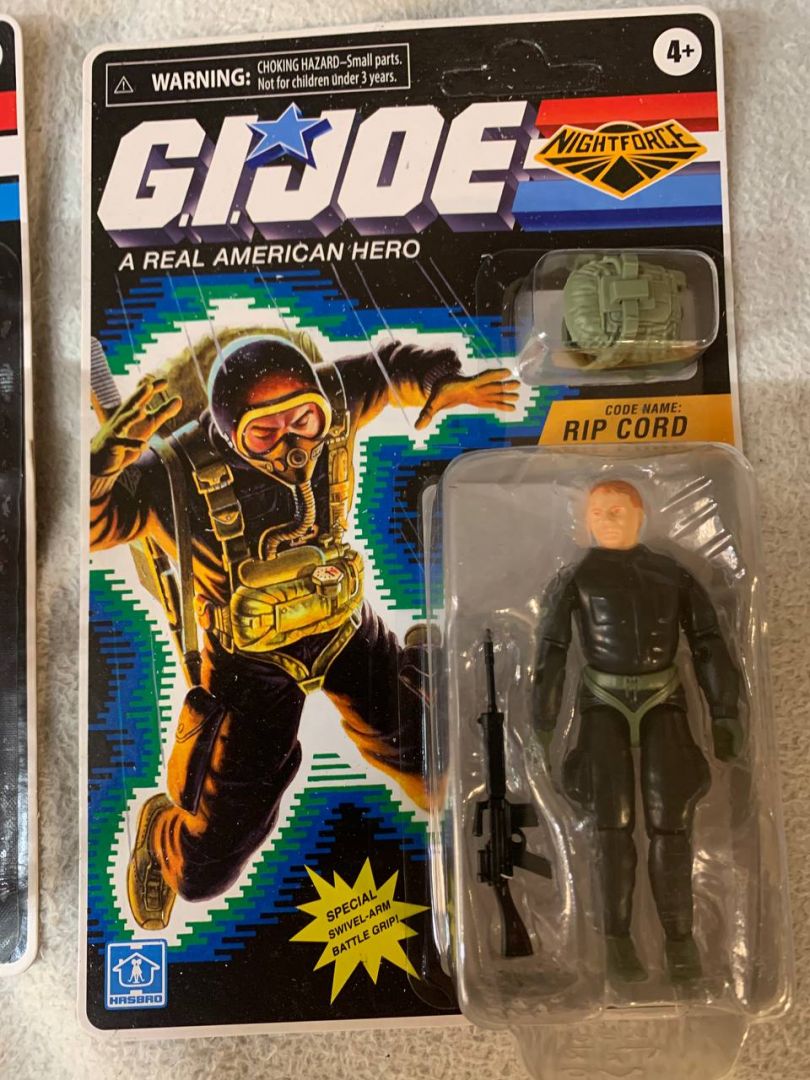 WARNING: CHOKING HAZARD–Small parts.
Not for children under 3 years.
4+
G.I.JOE
NIGHTFORCE
A REAL AMERICAN HERO
CODE NAME:
RIP CORD
SPECIAL
SWIVEL-ARM
BATTLE GRIP!
HASBRO